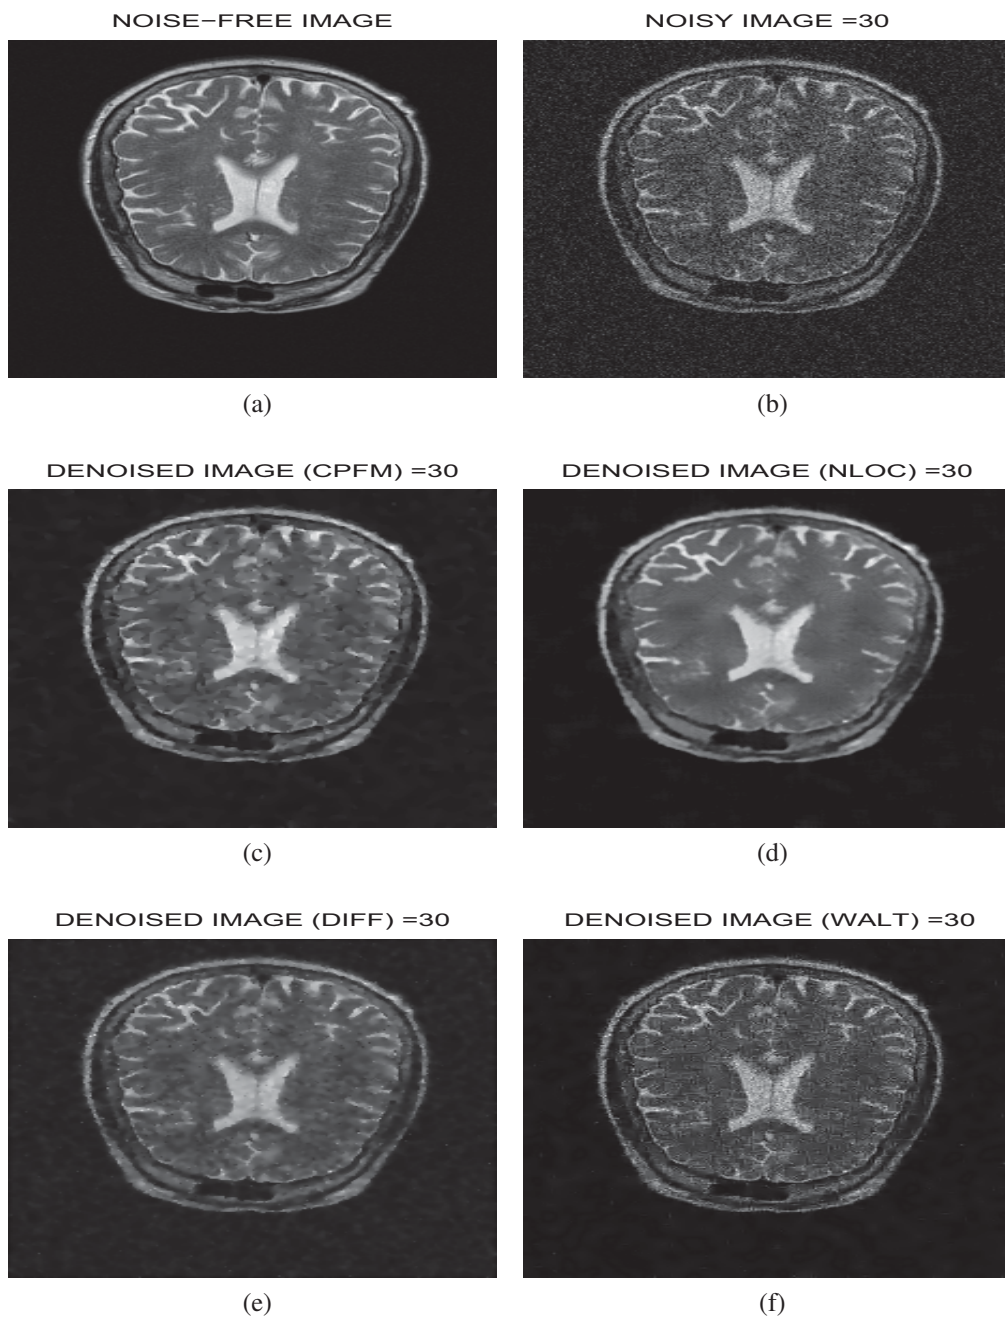 NOISE−FREE IMAGE
NOISY IMAGE =30
(a)
(b)
DENOISED IMAGE (CPFM) =30
DENOISED IMAGE (NLOC) =30
(c)
(d)
DENOISED IMAGE (DIFF) =30
DENOISED IMAGE (WALT) =30
(e)
(f)